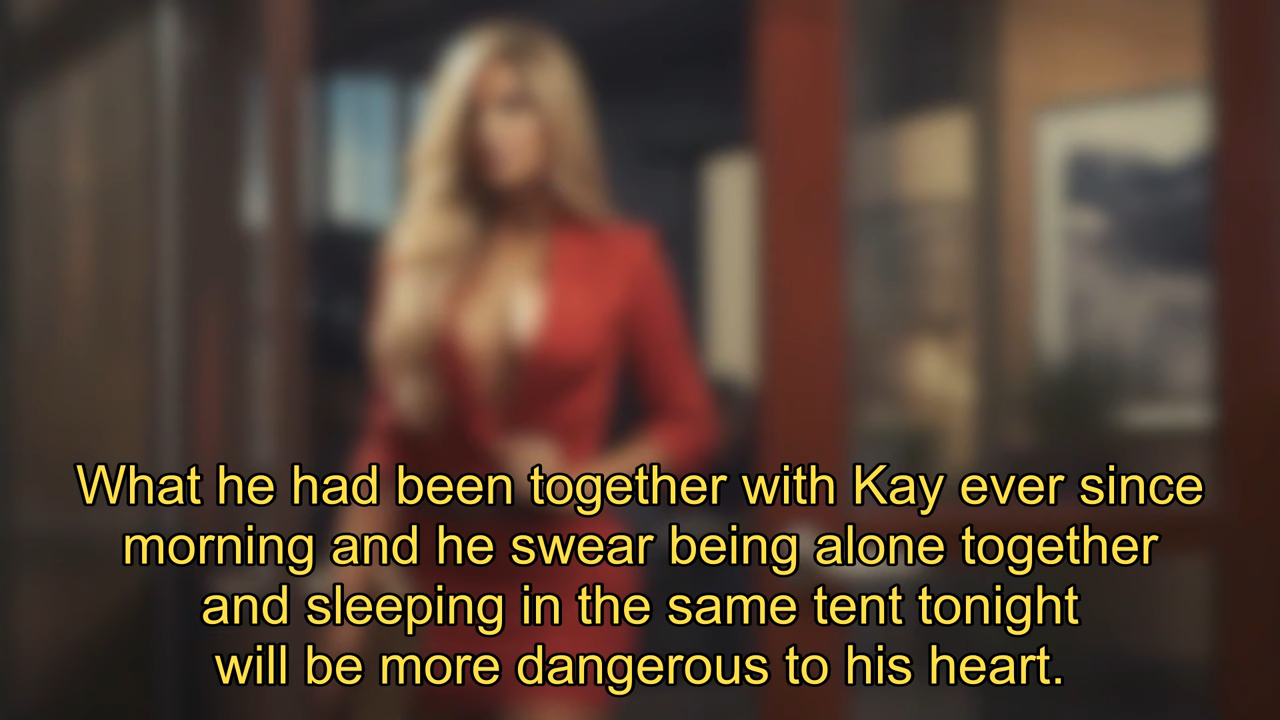 What he had been together with Kay ever since
morning and he swear being alone together
and sleeping in the same tent tonight
will be more dangerous to his heart.